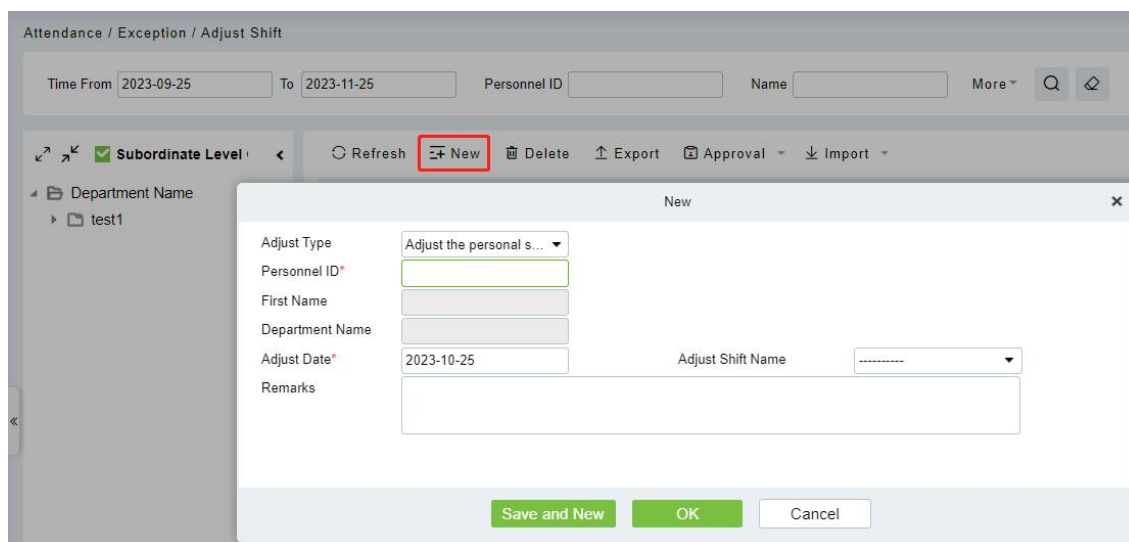 Attendance / Exception / Adjust Shift
Time From 2023-09-25 To 2023-11-25 Personnel ID Name More
Subordinate Level Refresh New Delete Export Approval Import
Department Name
test1
New
Adjust Type Adjust the personal s...
Personnel ID*
First Name
Department Name
Adjust Date* 2023-10-25 Adjust Shift Name ----------
Remarks
Save and New OK Cancel